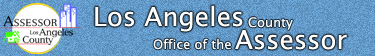 ASSESSOR
Los Angeles
County
Los Angeles County
Office of the Assessor